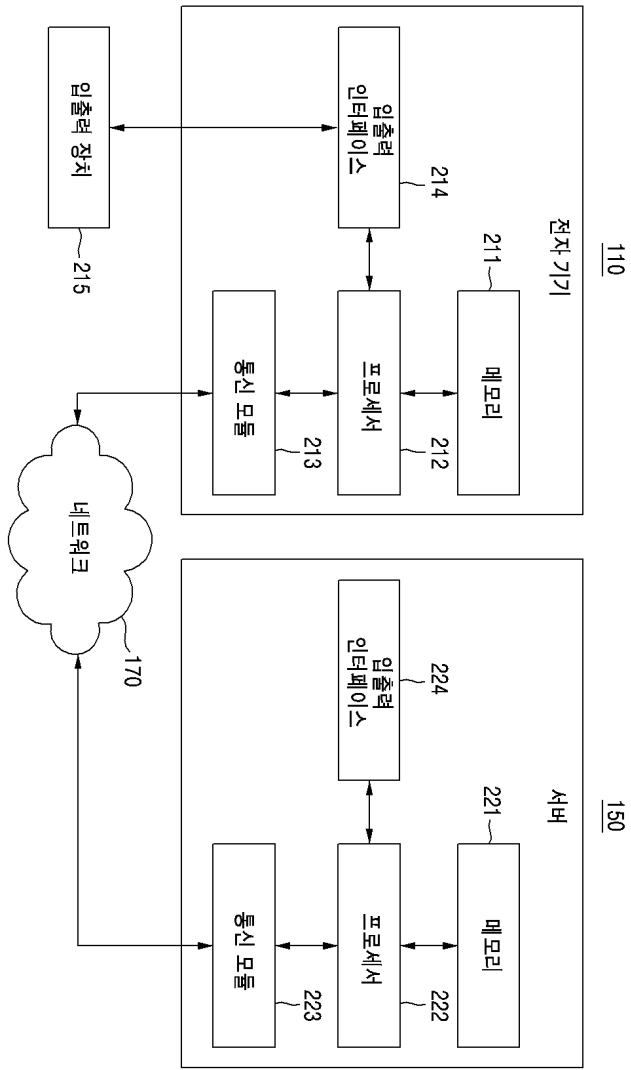 110
전자 기기
211
메모리
214
입출력
인터페이스
프로세서
212
통신 모듈
213
입출력 장치
215
150
서버
221
메모리
224
입출력
인터페이스
프로세서
222
통신 모듈
223
네트워크
170